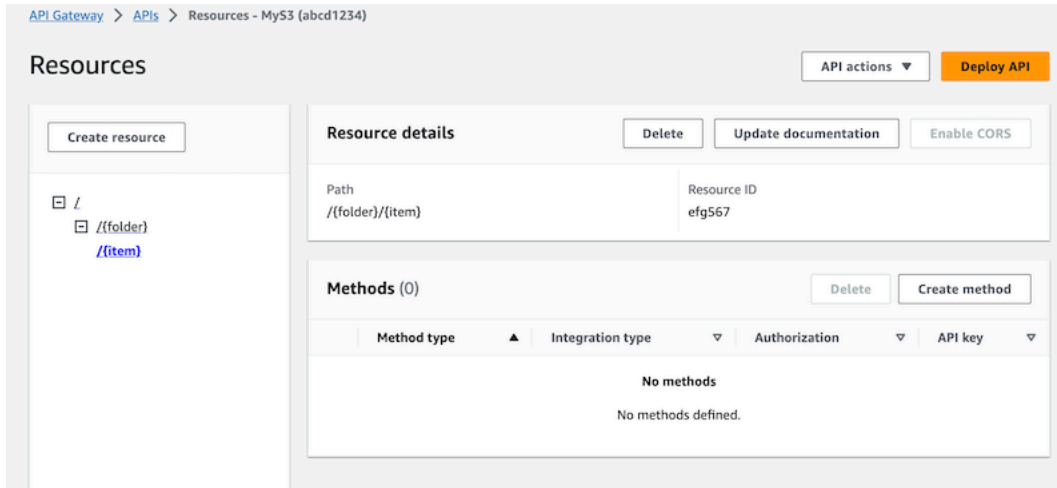 API Gateway > APIs > Resources - MyS3 (abcd1234)
Resources
API actions ▼ Deploy API
Create resource
/
/{folder}
/{item}
Resource details Delete Update documentation Enable CORS
Path Resource ID
/{folder}/{item} efg567
Methods (0) Delete Create method
Method type ▲ Integration type ▽ Authorization ▽ API key ▽
No methods
No methods defined.